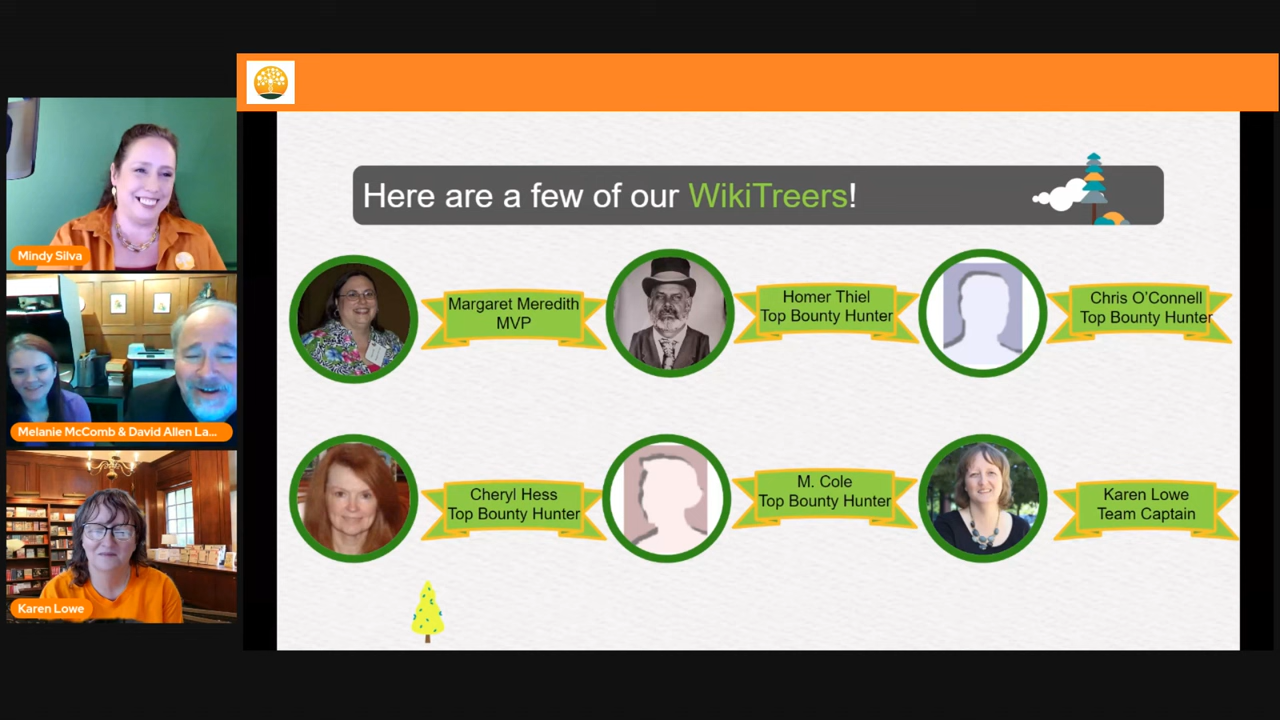 Here are a few of our WikiTreers!
Margaret Meredith
MVP
Homer Thiel
Top Bounty Hunter
Chris O'Connell
Top Bounty Hunter
Cheryl Hess
Top Bounty Hunter
M. Cole
Top Bounty Hunter
Karen Lowe
Team Captain
Mindy Silva
Melanie McComb & David Allen La...
Karen Lowe